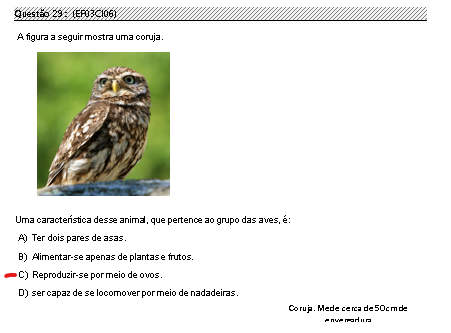 Questão 29: (EF03CI06)
A figura a seguir mostra uma coruja.
Uma característica desse animal, que pertence ao grupo das aves, é:
A) Ter dois pares de asas.
B) Alimentar-se apenas de plantas e frutos.
C) Reproduzir-se por meio de ovos.
D) ser capaz de se locomover por meio de nadadeiras.
Coruja. Mede cerca de 50cm de
envergadura